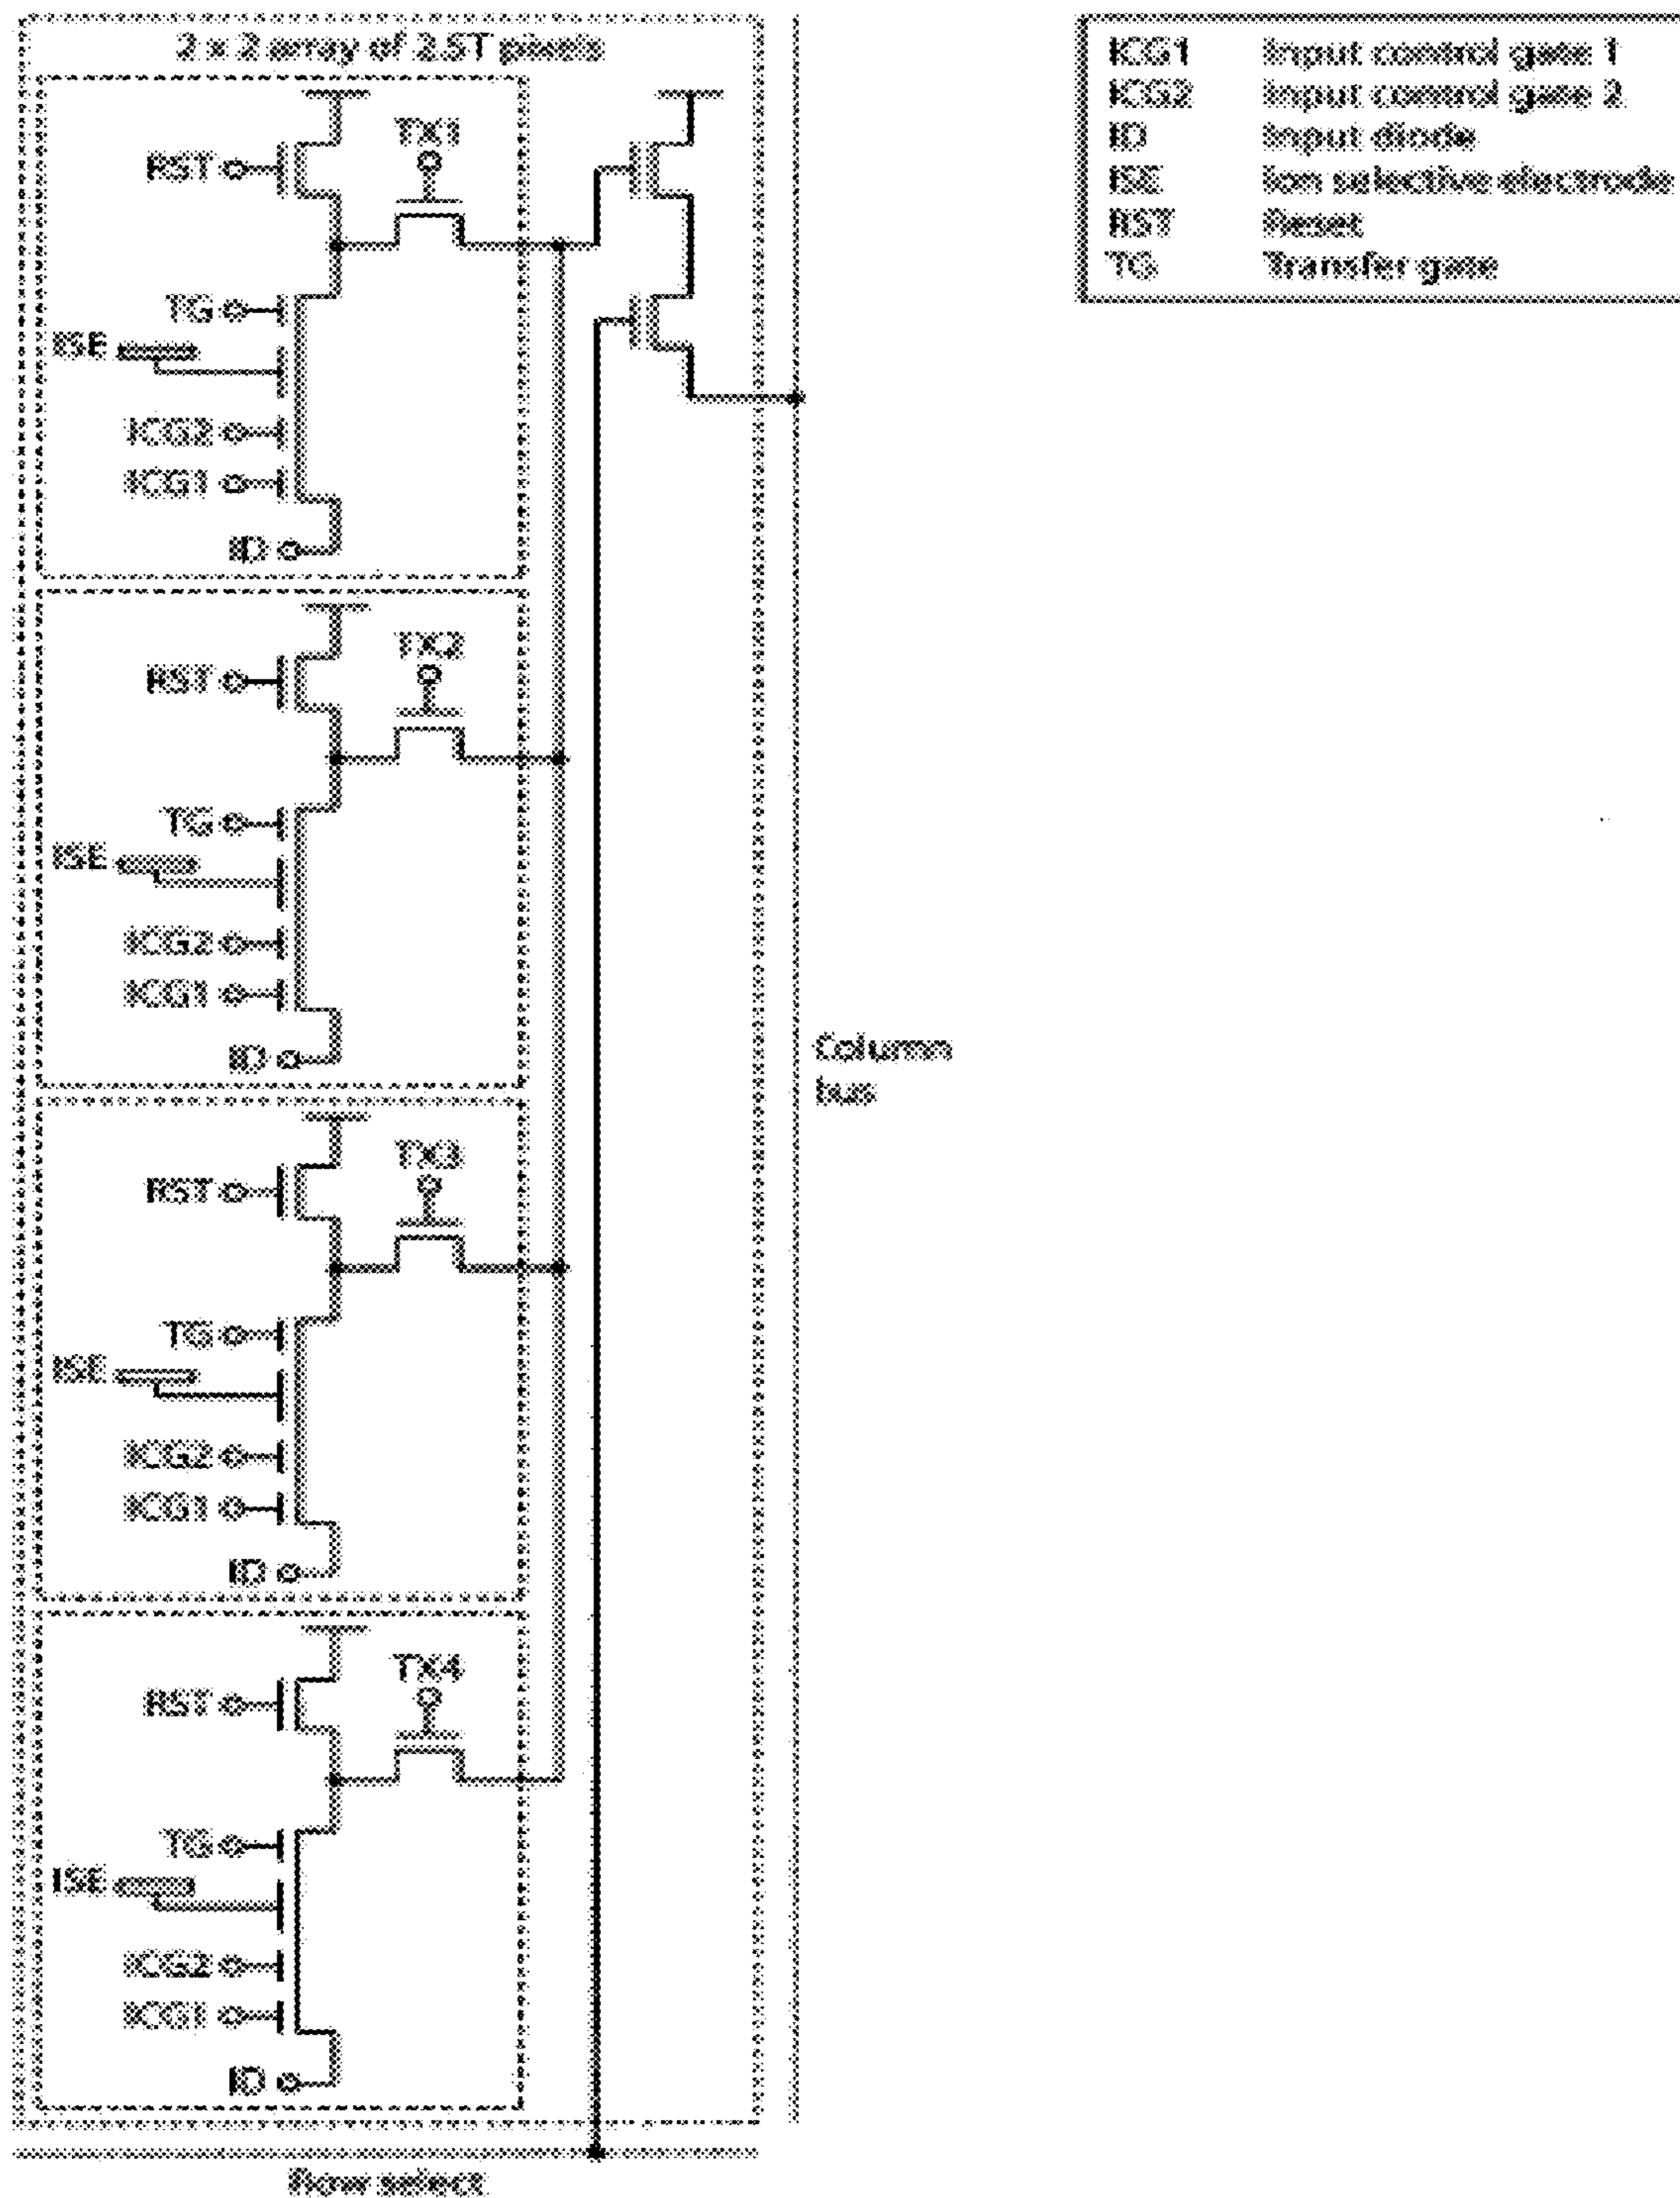 2 x 2 array of 2.5T pixels
RST
TX1
TG
ISE
ICG2
ICG1
ID
RST
TX2
TG
ISE
ICG2
ICG1
ID
RST
TX3
TG
ISE
ICG2
ICG1
ID
RST
TX4
TG
ISE
ICG2
ICG1
ID
Column
bus
Row select
ICG1 Input control gate 1
ICG2 Input control gate 2
ID Input diode
ISE Ion selective electrode
RST Reset
TG Transfer gate